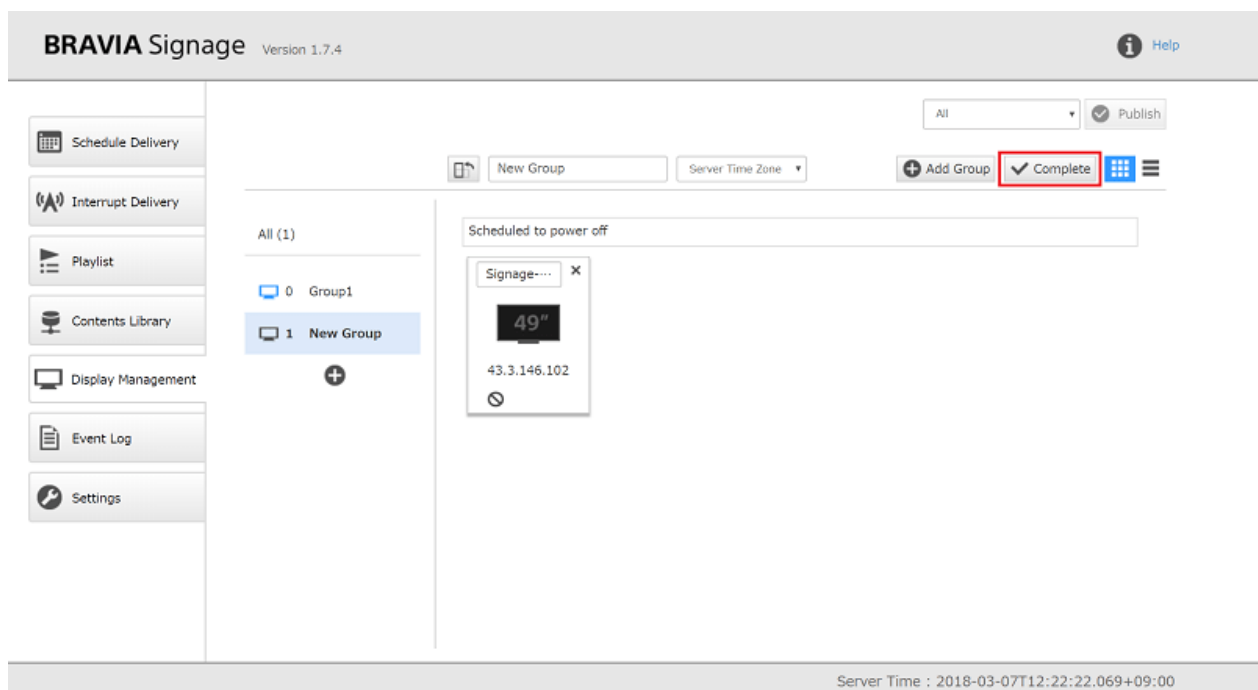 BRAVIA Signage Version 1.7.4
Help
All
Publish
Schedule Delivery
New Group
Server Time Zone
Add Group
Complete
Interrupt Delivery
All (1)
Scheduled to power off
Playlist
Signage-···
0 Group1
49"
Contents Library
1 New Group
43.3.146.102
Display Management
Event Log
Settings
Server Time : 2018-03-07T12:22:22.069+09:00